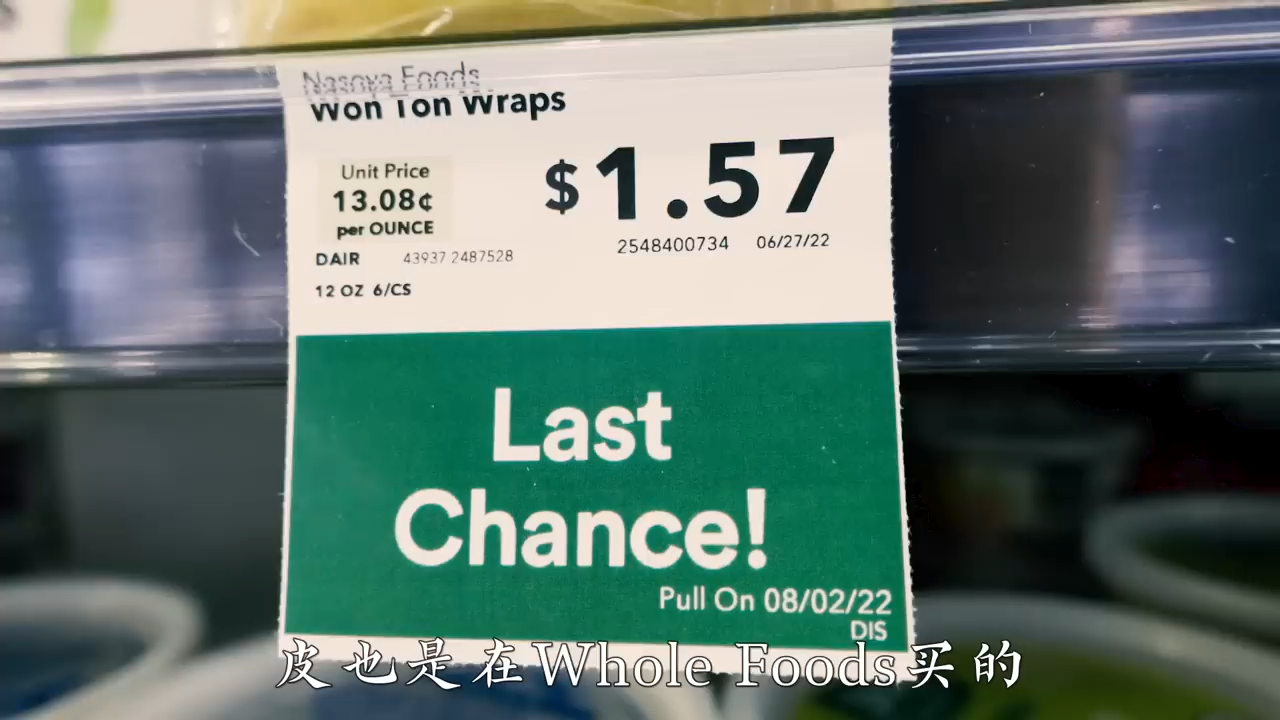 Nasoya Foods
Won Ton Wraps
Unit Price
13.08¢
per OUNCE
$1.57
DAIR 43937 2487528
2548400734 06/27/22
12 OZ 6/CS
Last
Chance!
Pull On 08/02/22
DIS
皮也是在Whole Foods买的